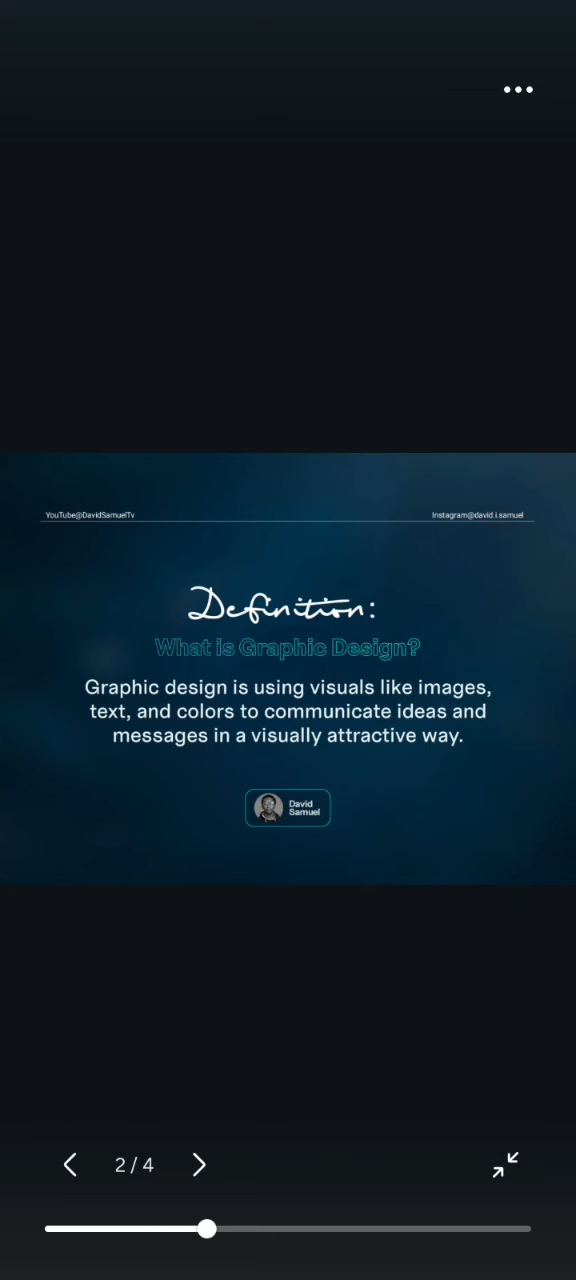 YouTube@DavidSamuelTv
Instagram@david.i.samuel
Definition:
What is Graphic Design?
Graphic design is using visuals like images,
text, and colors to communicate ideas and
messages in a visually attractive way.
David
Samuel
2 / 4